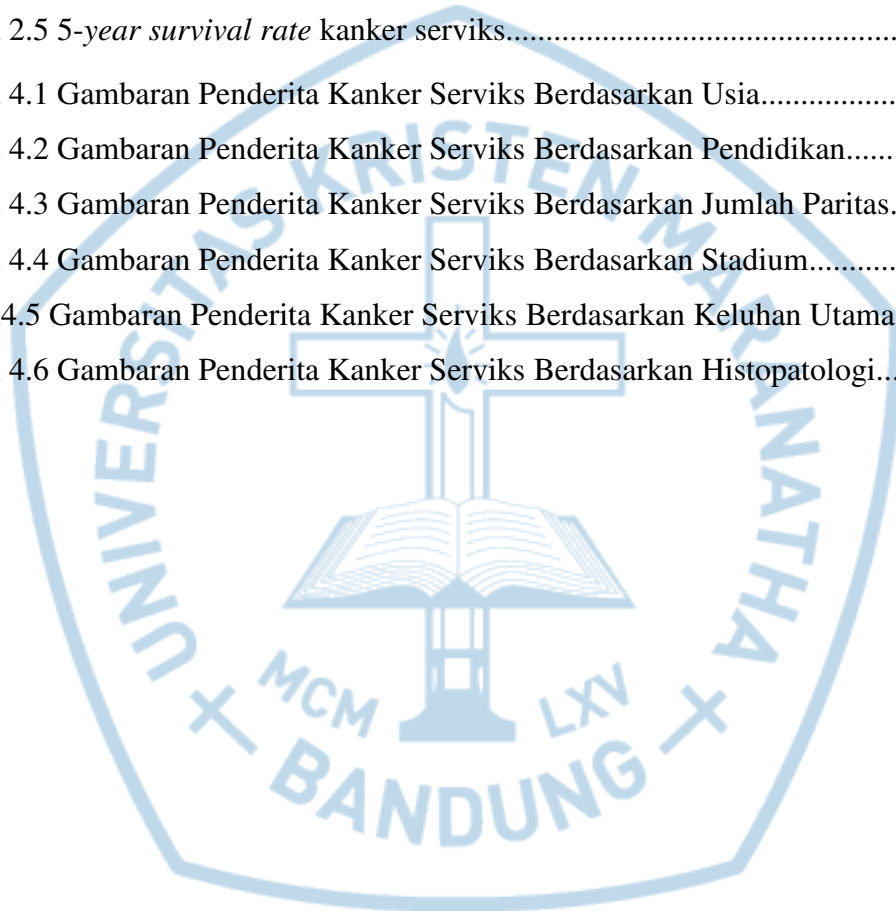 2.5 5-year survival rate kanker serviks................................................
4.1 Gambaran Penderita Kanker Serviks Berdasarkan Usia.................
4.2 Gambaran Penderita Kanker Serviks Berdasarkan Pendidikan......
4.3 Gambaran Penderita Kanker Serviks Berdasarkan Jumlah Paritas.
4.4 Gambaran Penderita Kanker Serviks Berdasarkan Stadium...........
4.5 Gambaran Penderita Kanker Serviks Berdasarkan Keluhan Utama
4.6 Gambaran Penderita Kanker Serviks Berdasarkan Histopatologi...
UNIVERSITAS KRISTEN MARANATHA
MCM LXV
BANDUNG